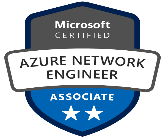 Microsoft
CERTIFIED
AZURE NETWORK
ENGINEER
ASSOCIATE